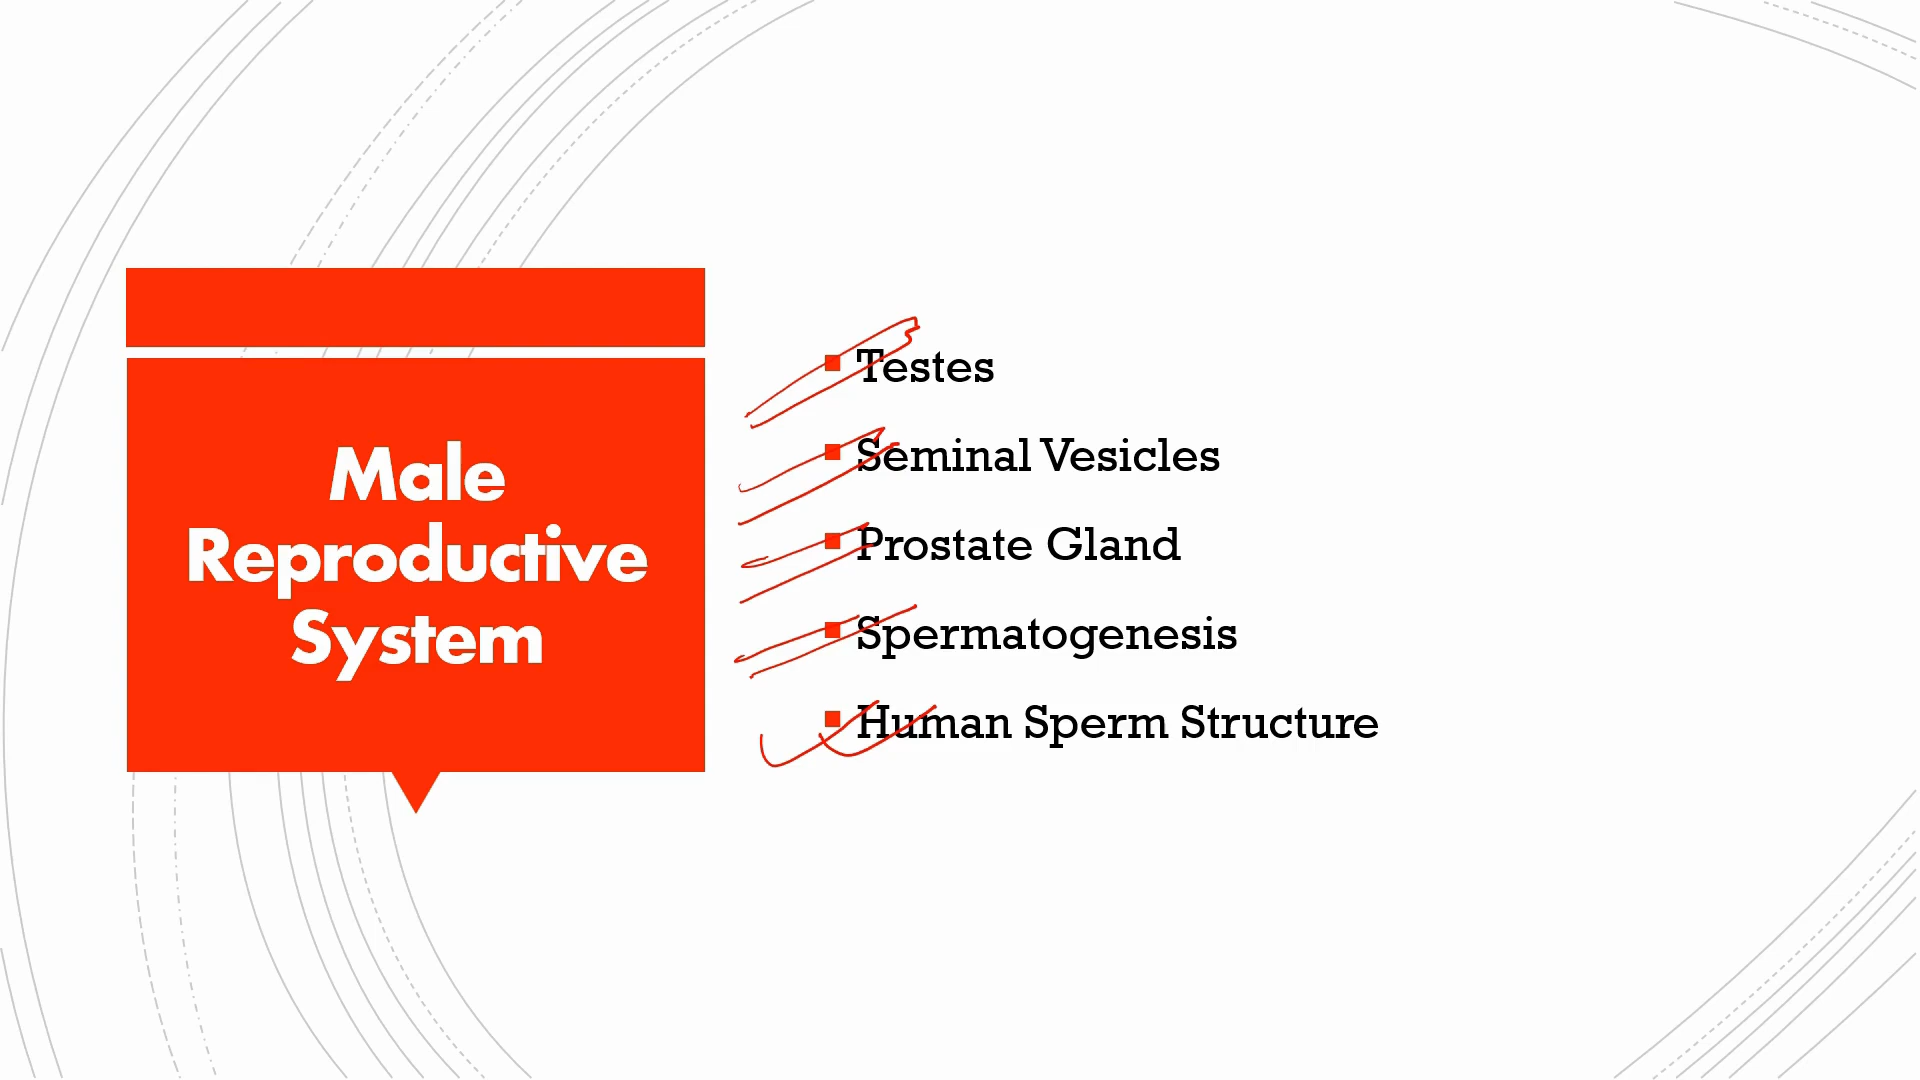 Male
Reproductive
System
Testes
Seminal Vesicles
Prostate Gland
Spermatogenesis
Human Sperm Structure